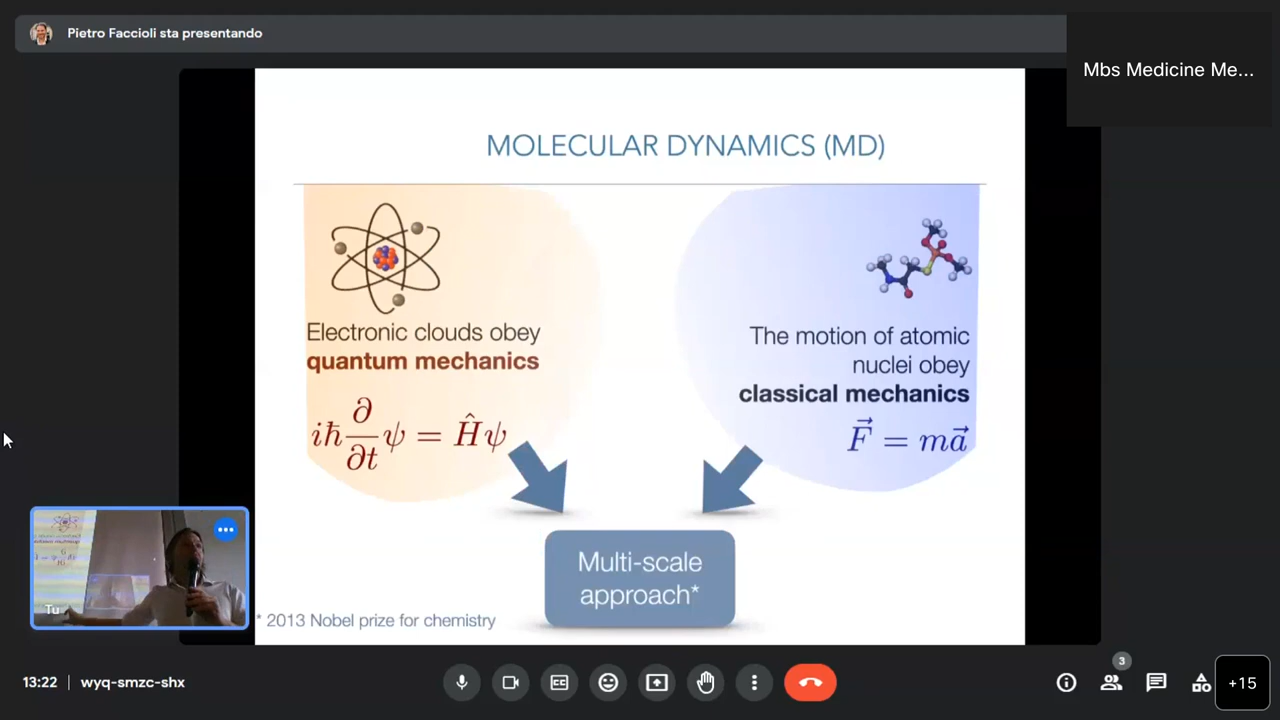 Pietro Faccioli sta presentando
Mbs Medicine Me...
MOLECULAR DYNAMICS (MD)
Electronic clouds obey
quantum mechanics
iħ ∂/∂t ψ = Ĥψ
The motion of atomic
nuclei obey
classical mechanics
F⃗ = ma⃗
Multi-scale
approach*
* 2013 Nobel prize for chemistry
Tu
13:22 | wyq-smzc-shx
3
+15